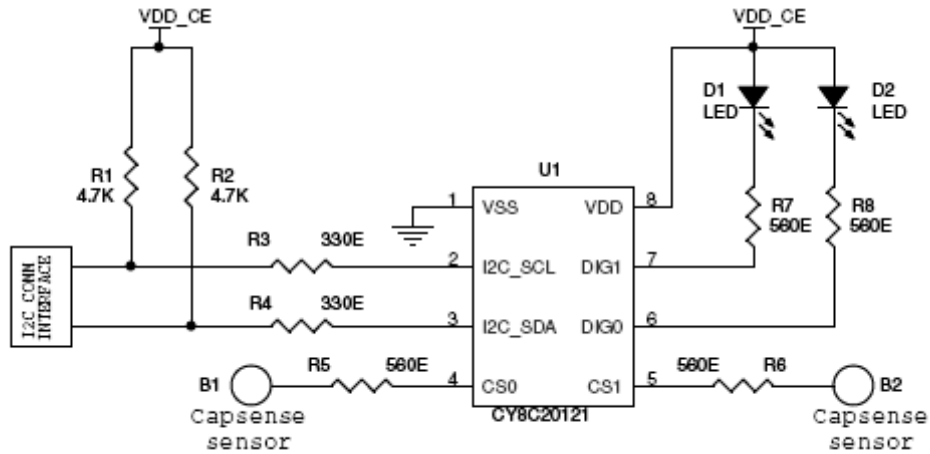 VDD_CE
VDD_CE
D1
LED
D2
LED
R1
4.7K
R2
4.7K
U1
1
VSS
VDD
8
R7
560E
R8
560E
R3
330E
2
I2C_SCL
DIG1
7
I2C CONN
INTERFACE
R4
330E
3
I2C_SDA
DIG0
6
B1
R5
560E
4
CS0
CS1
5
560E
R6
B2
Capsense
sensor
CY8C20121
Capsense
sensor